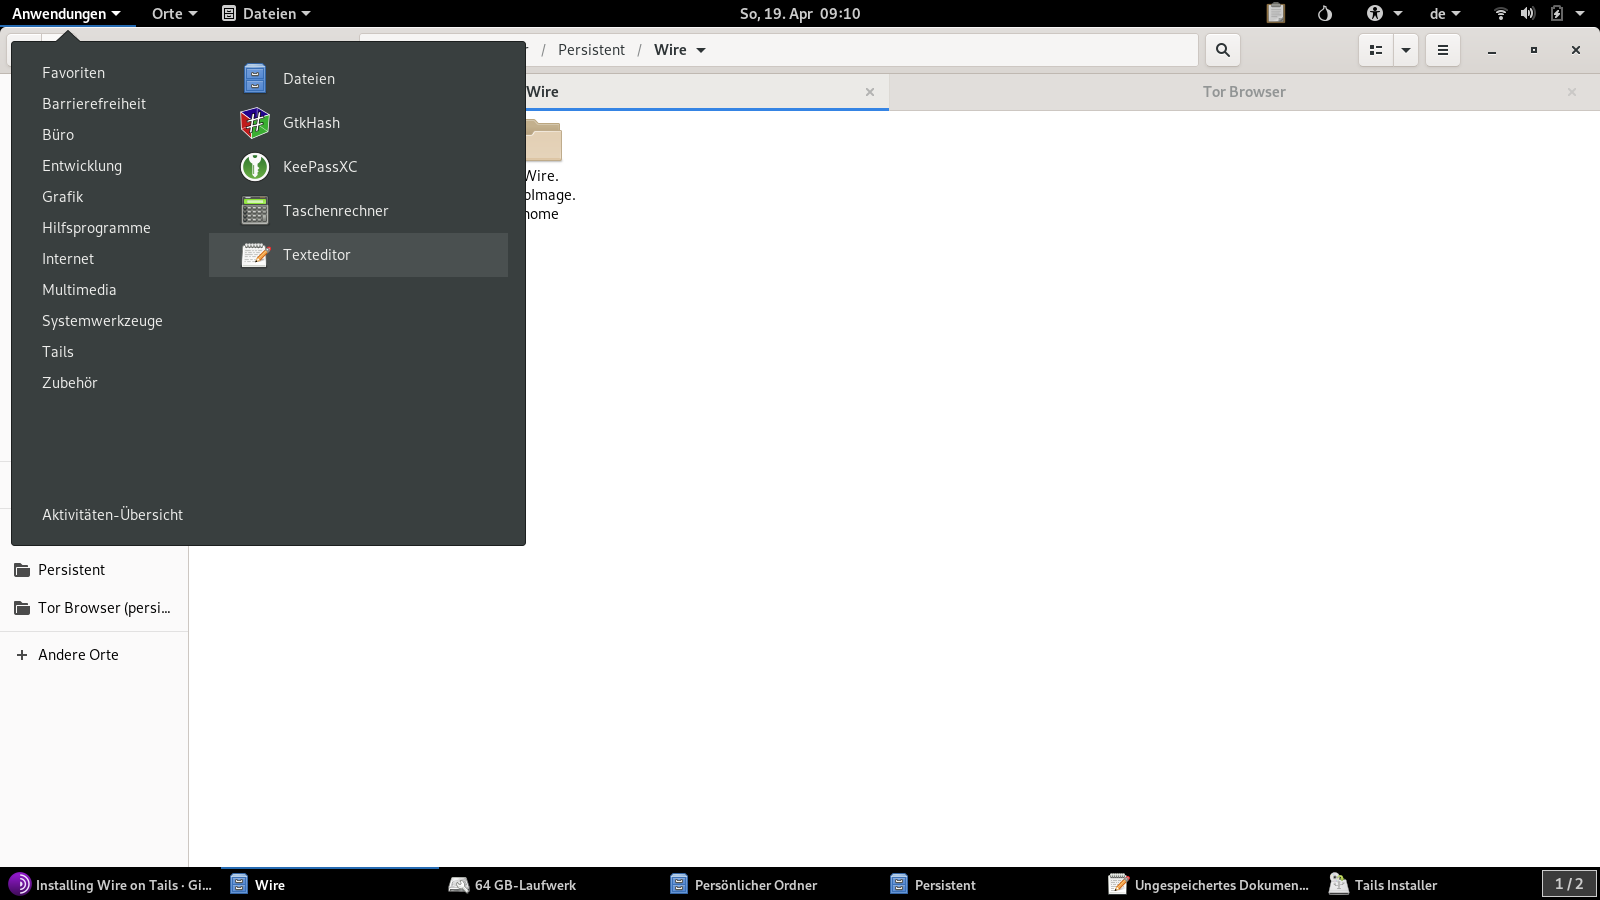 Anwendungen Orte Dateien So, 19. Apr 09:10 de
/ Persistent / Wire
Wire Tor Browser
Favoriten
Barrierefreiheit
Büro
Entwicklung
Grafik
Hilfsprogramme
Internet
Multimedia
Systemwerkzeuge
Tails
Zubehör
Aktivitäten-Übersicht
Dateien
GtkHash
KeePassXC
Taschenrechner
Texteditor
Wire.
Image.
home
Persistent
Tor Browser (persi...
+ Andere Orte
Installing Wire on Tails · Gi... Wire 64 GB-Laufwerk Persönlicher Ordner Persistent Ungespeichertes Dokumen... Tails Installer 1 / 2